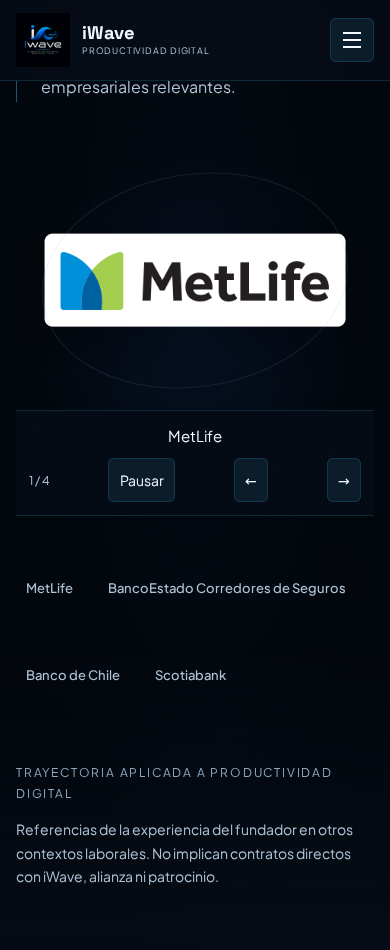 iWave
iWave
PRODUCTIVIDAD DIGITAL
empresariales relevantes.
MetLife
MetLife
1 / 4
Pausar
←
→
MetLife
BancoEstado Corredores de Seguros
Banco de Chile
Scotiabank
TRAYECTORIA APLICADA A PRODUCTIVIDAD
DIGITAL
Referencias de la experiencia del fundador en otros
contextos laborales. No implican contratos directos
con iWave, alianza ni patrocinio.